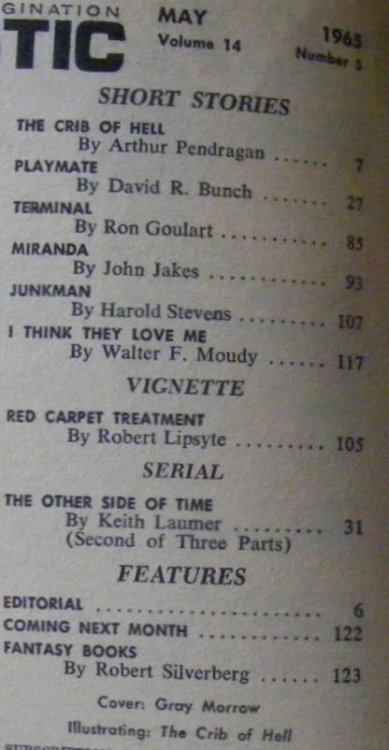 GINATION
TIC
MAY
Volume 14
1965
Number 5
SHORT STORIES
THE CRIB OF HELL
By Arthur Pendragan ...... 7
PLAYMATE
By David R. Bunch ....... 27
TERMINAL
By Ron Goulart ........... 85
MIRANDA
By John Jakes ............ 93
JUNKMAN
By Harold Stevens ......... 107
I THINK THEY LOVE ME
By Walter F. Moudy ...... 117
VIGNETTE
RED CARPET TREATMENT
By Robert Lipsyte ......... 105
SERIAL
THE OTHER SIDE OF TIME
By Keith Laumer ......... 31
(Second of Three Parts)
FEATURES
EDITORIAL ...................... 6
COMING NEXT MONTH ............ 122
FANTASY BOOKS
By Robert Silverberg ...... 123
Cover: Gray Morrow
Illustrating: The Crib of Hell